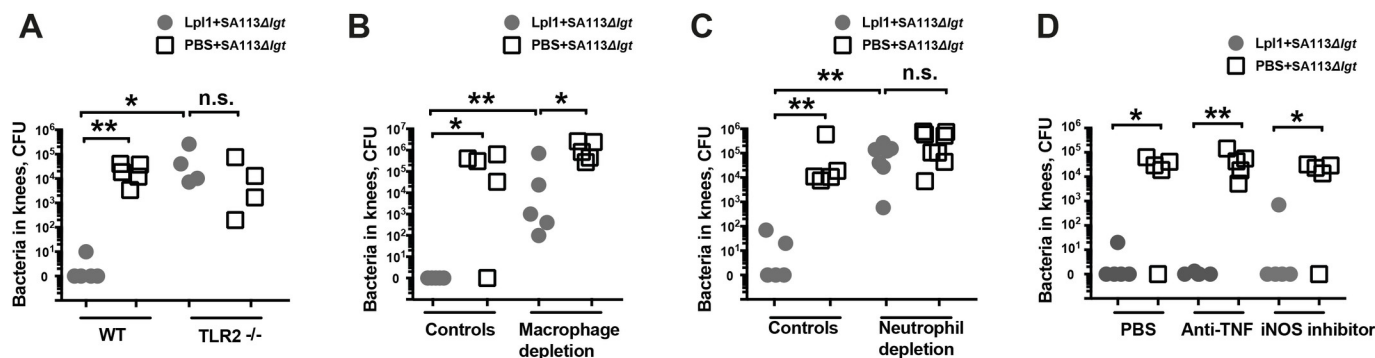 A
Lpl1+SA113Δlgt
PBS+SA113Δlgt
* n.s.
**
Bacteria in knees, CFU
10⁶
10⁵
10⁴
10³
10²
10¹
0
WT TLR2 -/-
B
Lpl1+SA113Δlgt
PBS+SA113Δlgt
** *
*
Bacteria in knees, CFU
10⁷
10⁶
10⁵
10⁴
10³
10²
10¹
0
Controls Macrophage
depletion
C
Lpl1+SA113Δlgt
PBS+SA113Δlgt
** n.s.
**
Bacteria in knees, CFU
10⁶
10⁵
10⁴
10³
10²
10¹
0
Controls Neutrophil
depletion
D
Lpl1+SA113Δlgt
PBS+SA113Δlgt
* ** *
Bacteria in knees, CFU
10⁶
10⁵
10⁴
10³
10²
10¹
0
PBS Anti-TNF iNOS inhibitor